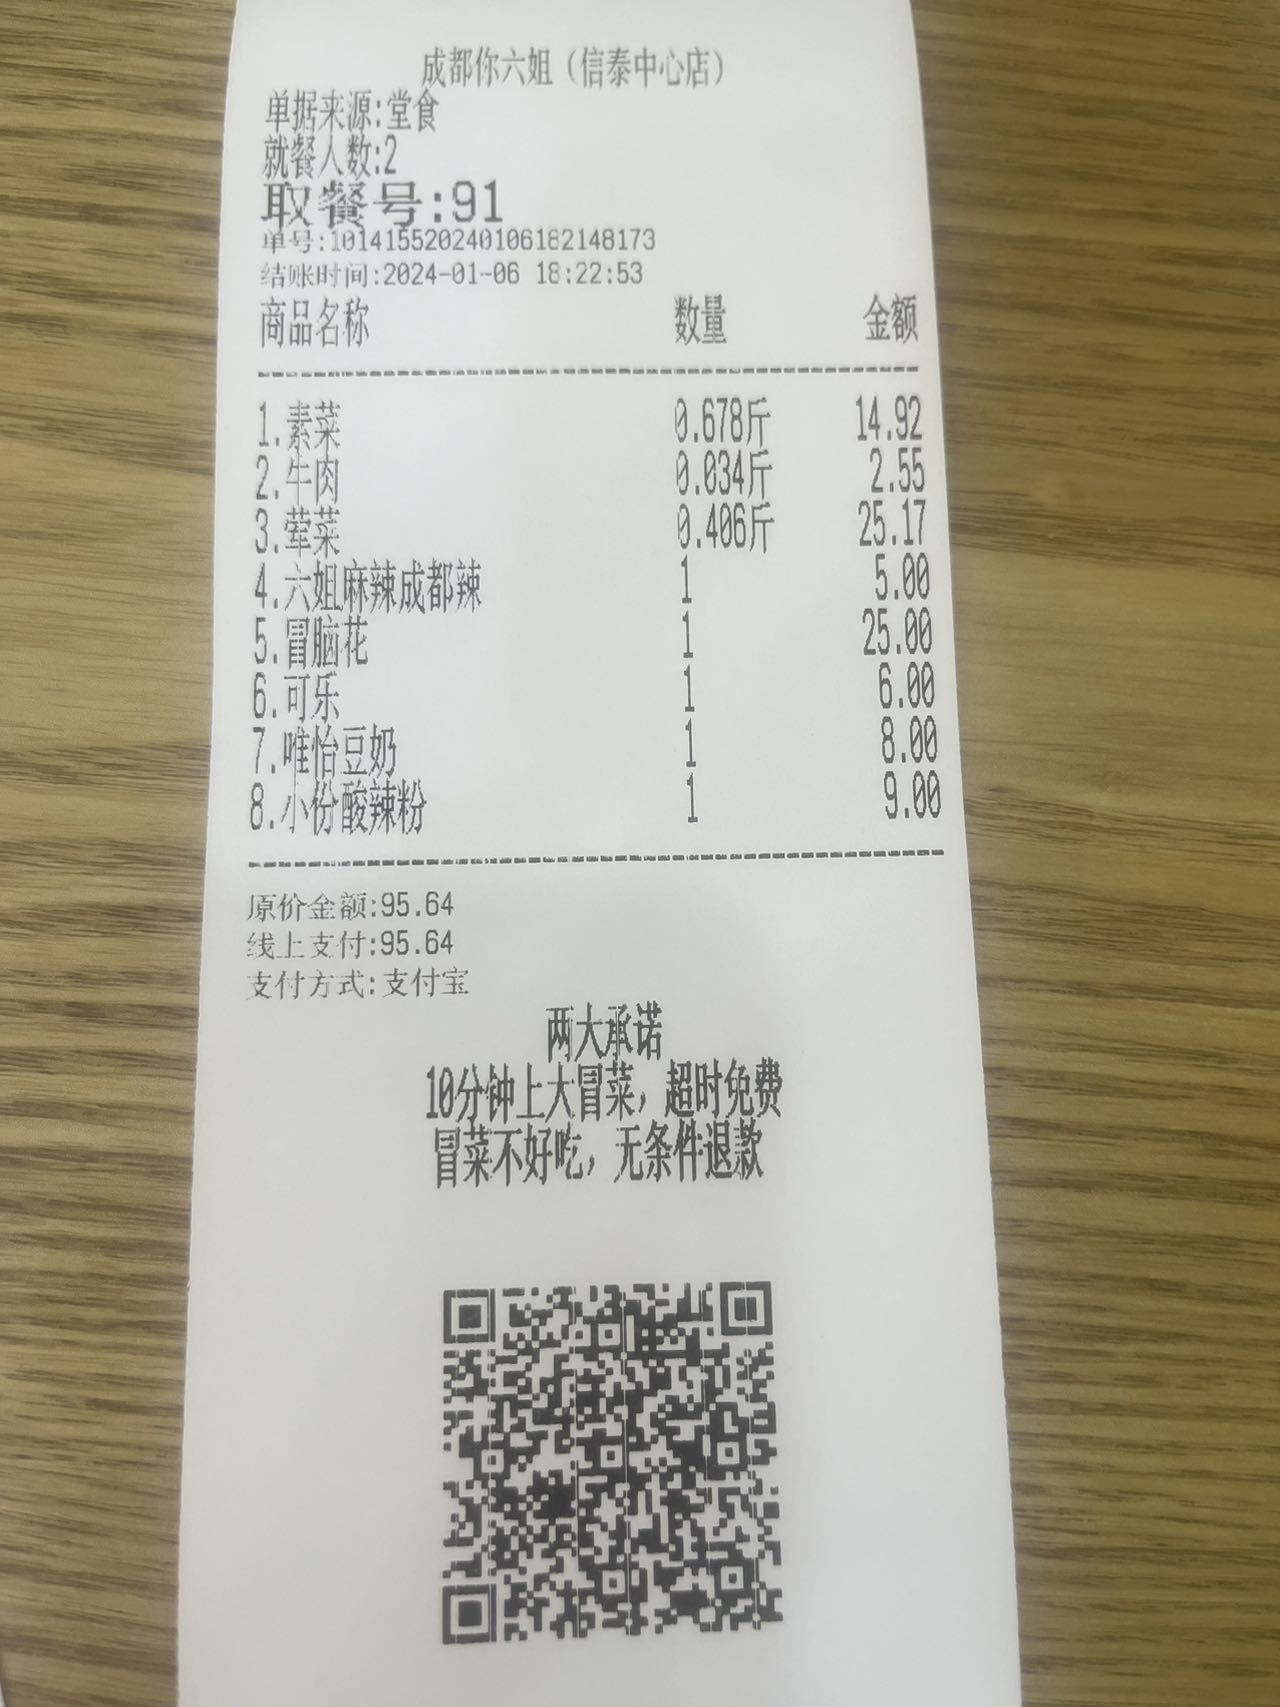 成都你六姐（信泰中心店）
单据来源:堂食
就餐人数:2
取餐号:91
单号:10141552024010618214​8173
结账时间:2024-01-06 18:22:53
商品名称 数量 金额
1.素菜 0.678斤 14.92
2.牛肉 0.034斤 2.55
3.荤菜 0.406斤 25.17
4.六姐麻辣成都辣 1 5.00
5.冒脑花 1 25.00
6.可乐 1 6.00
7.唯怡豆奶 1 8.00
8.小份酸辣粉 1 9.00
原价金额:95.64
线上支付:95.64
支付方式:支付宝
两大承诺
10分钟上大冒菜，超时免费
冒菜不好吃，无条件退款